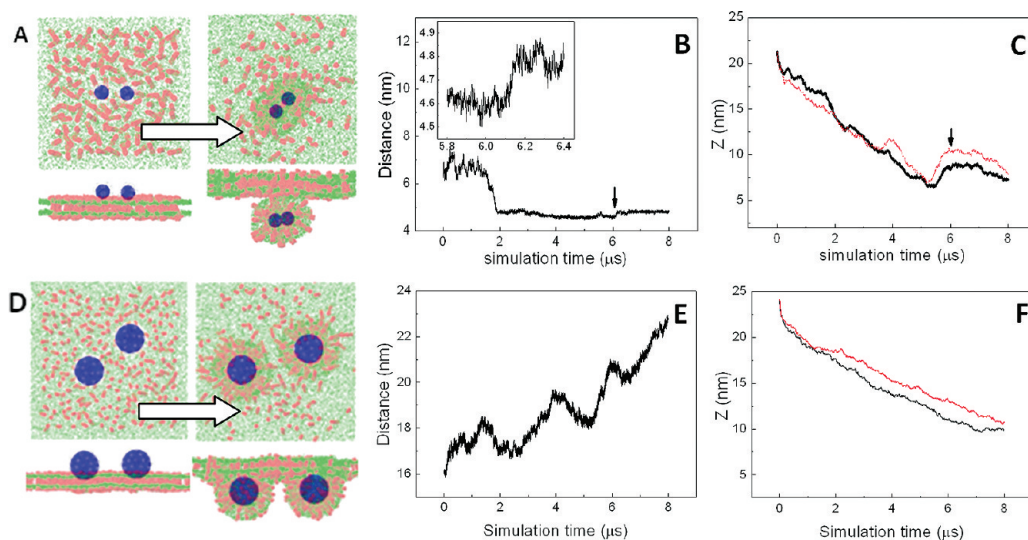 A
B
C
Distance (nm)
12
10
8
6
4
4.9
4.8
4.7
4.6
4.5
5.8 6.0 6.2 6.4
0 2 4 6 8
simulation time (μs)
Z (nm)
25
20
15
10
5
0 2 4 6 8
simulation time (μs)
D
E
F
Distance (nm)
24
22
20
18
16
0 2 4 6 8
Simulation time (μs)
Z (nm)
25
20
15
10
5
0 2 4 6 8
Simulation time (μs)